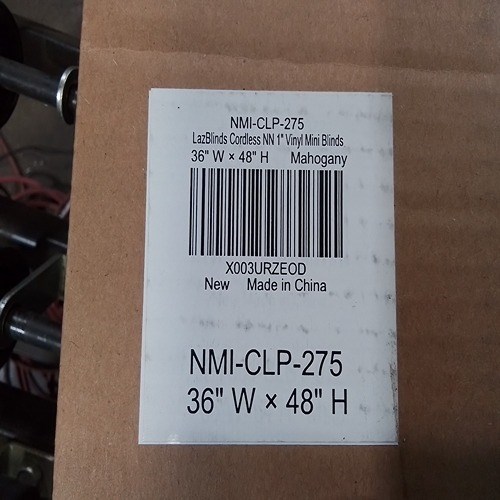 NMI-CLP-275
LazBlinds Cordless NN 1" Vinyl Mini Blinds
36" W × 48" H Mahogany
X003URZEOD
New Made in China
NMI-CLP-275
36" W × 48" H